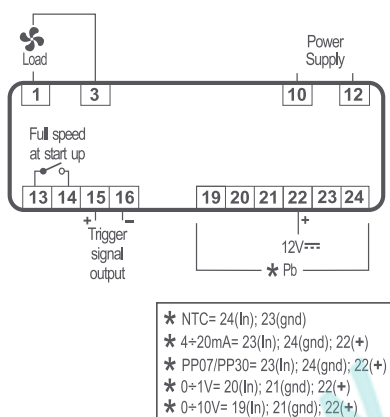 Load
Power
Supply
1 3 10 12
Full speed
at start up
13 14 15 16 19 20 21 22 23 24
+ − +
Trigger
signal
output
12V⎓
* Pb
* NTC= 24(In); 23(gnd)
* 4÷20mA= 23(In); 24(gnd); 22(+)
* PP07/PP30= 23(In); 24(gnd); 22(+)
* 0÷1V= 20(In); 21(gnd); 22(+)
* 0÷10V= 19(In); 21(gnd); 22(+)